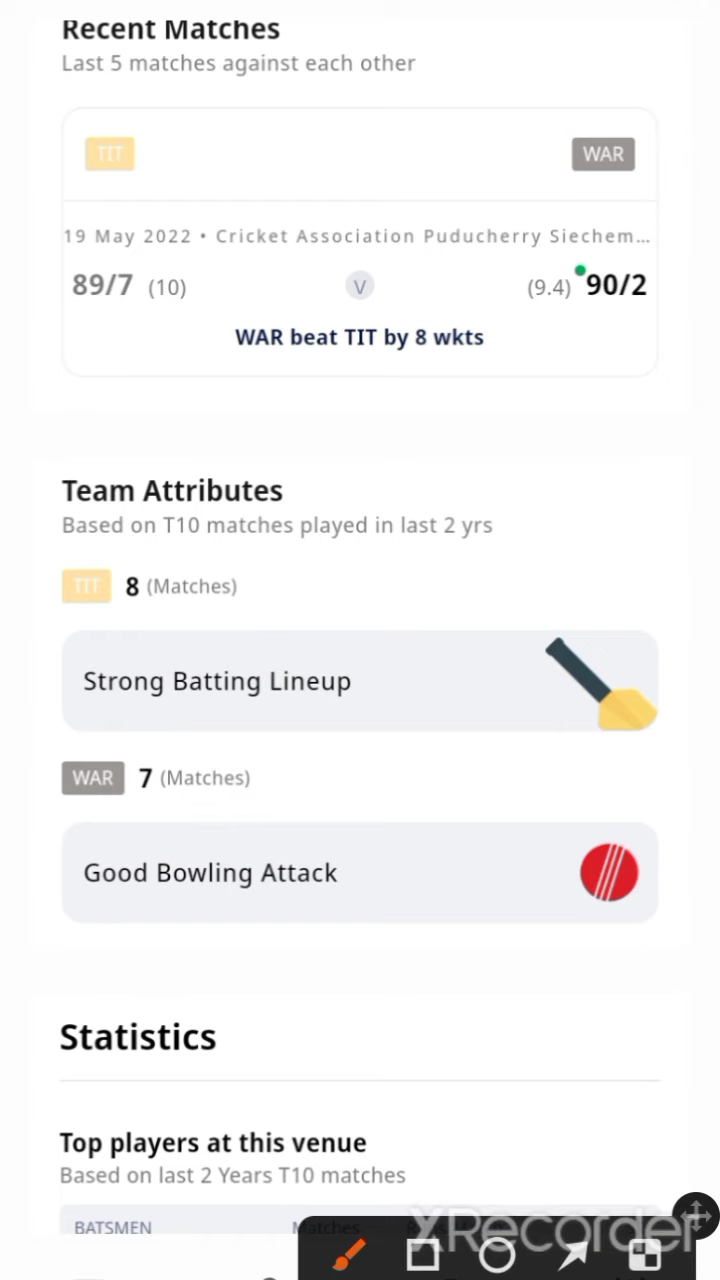 Recent Matches
Last 5 matches against each other
TIT
WAR
19 May 2022 • Cricket Association Puducherry Siechem...
89/7 (10) V (9.4) 90/2
WAR beat TIT by 8 wkts
Team Attributes
Based on T10 matches played in last 2 yrs
TIT 8 (Matches)
Strong Batting Lineup
WAR 7 (Matches)
Good Bowling Attack
Statistics
Top players at this venue
Based on last 2 Years T10 matches
BATSMEN Matches
XRecorder